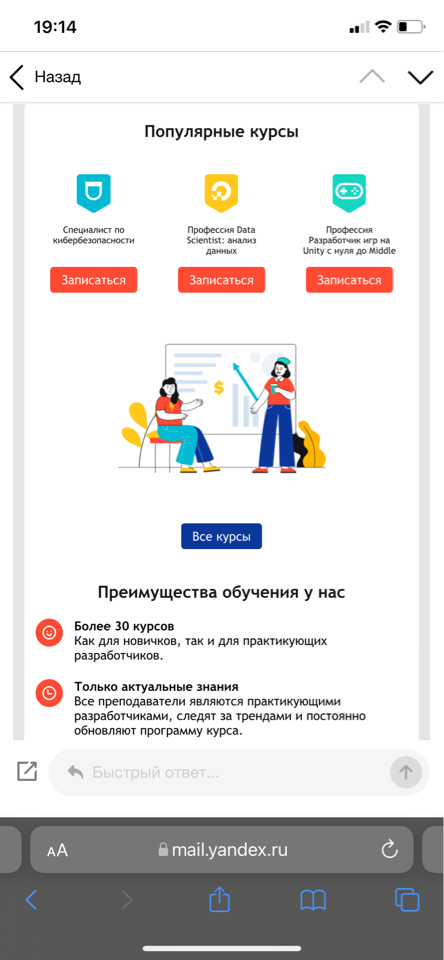 19:14
Назад
Популярные курсы
Специалист по
кибербезопасности
Записаться
Профессия Data
Scientist: анализ
данных
Записаться
Профессия
Разработчик игр на
Unity с нуля до Middle
Записаться
$
Все курсы
Преимущества обучения у нас
Более 30 курсов
Как для новичков, так и для практикующих
разработчиков.
Только актуальные знания
Все преподаватели являются практикующими
разработчиками, следят за трендами и постоянно
обновляют программу курса.
Быстрый ответ...
AA
mail.yandex.ru